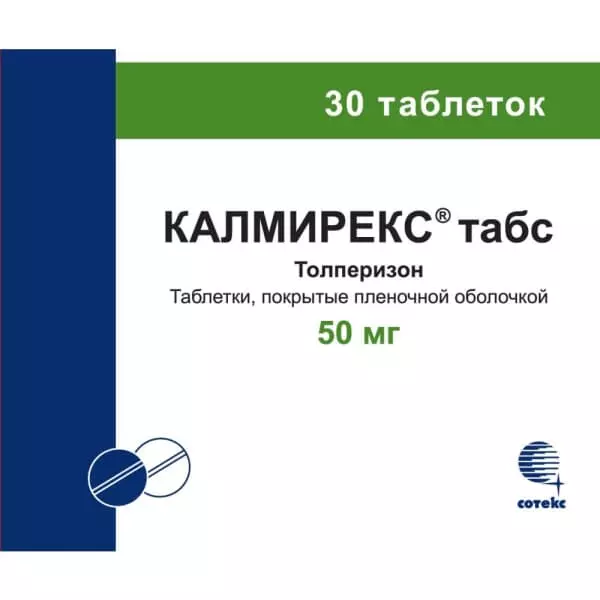 30 таблеток
КАЛМИРЕКС® табс
Толперизон
Таблетки, покрытые пленочной оболочкой
50 мг
сотекс